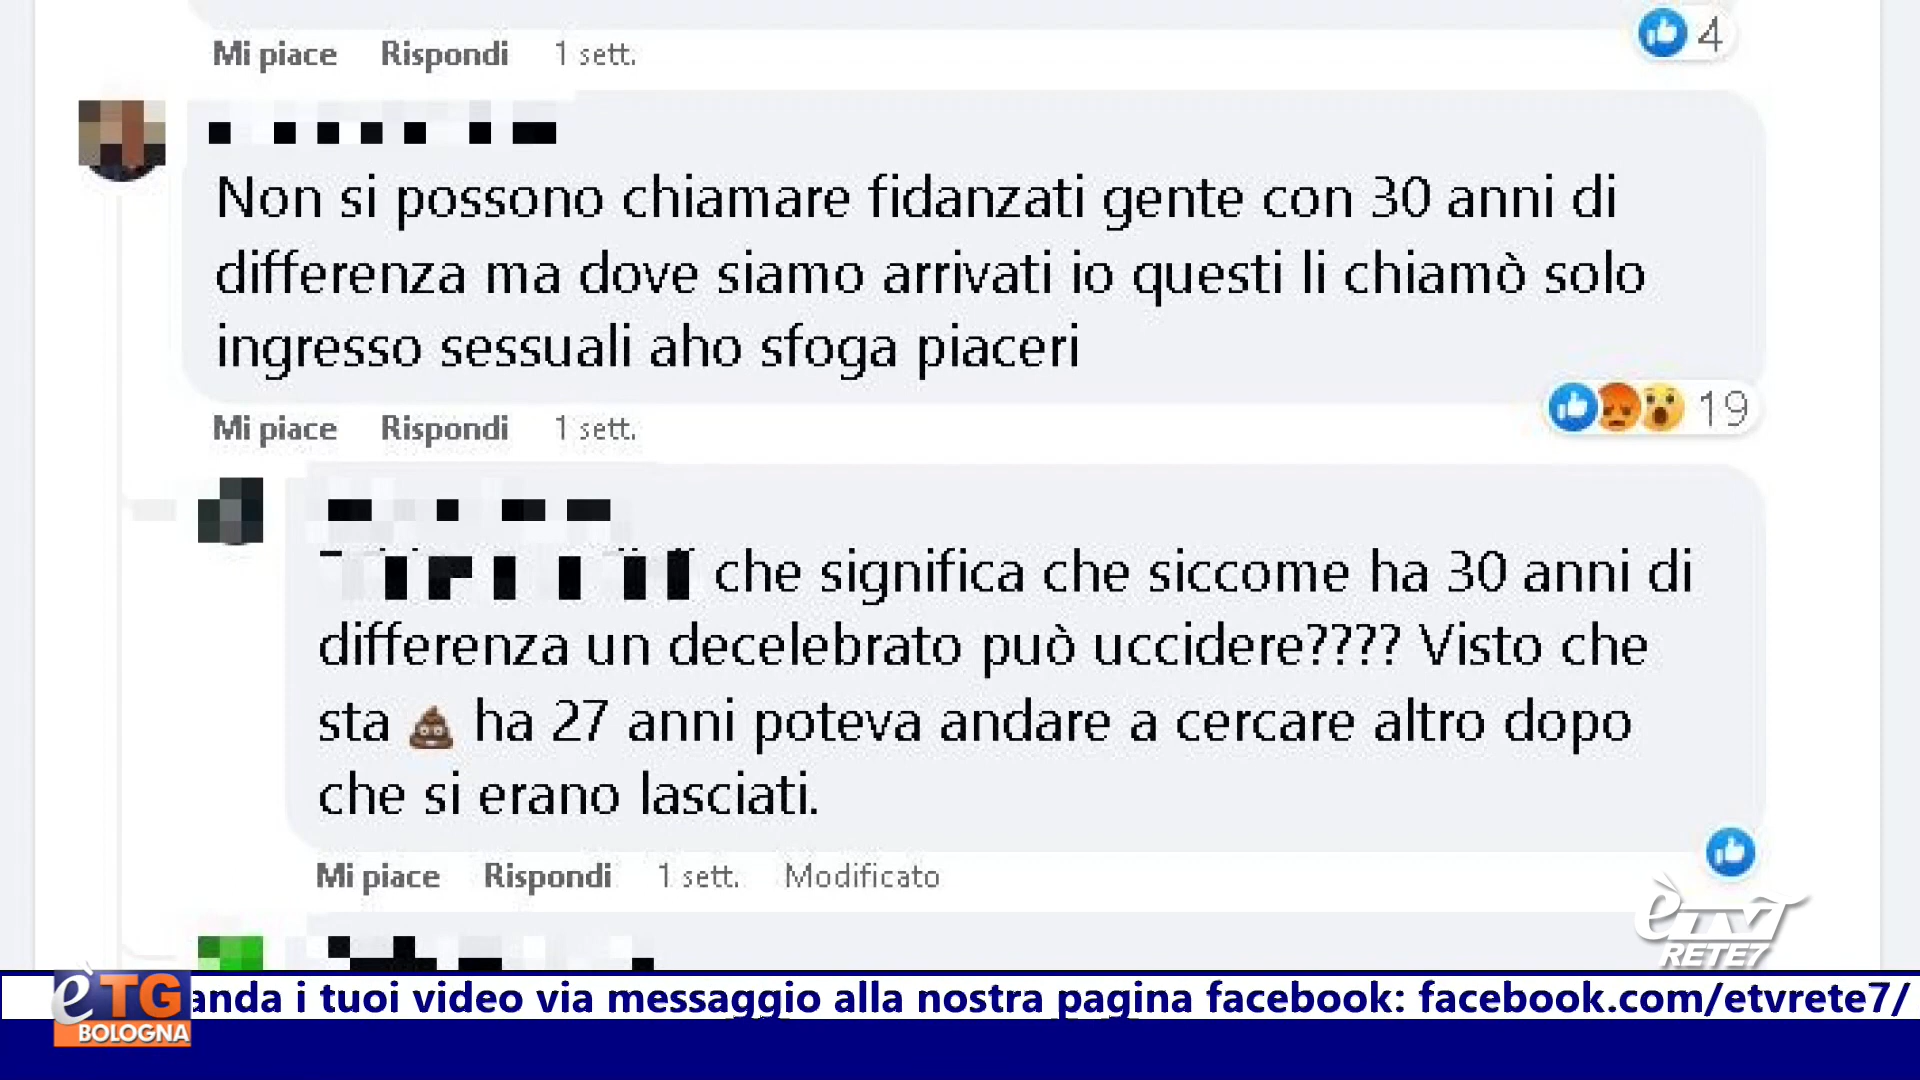 Mi piace Rispondi 1 sett. 4
Non si possono chiamare fidanzati gente con 30 anni di
differenza ma dove siamo arrivati io questi li chiamò solo
ingresso sessuali aho sfoga piaceri
19
Mi piace Rispondi 1 sett.
che significa che siccome ha 30 anni di
differenza un decelebrato può uccidere???? Visto che
sta 💩 ha 27 anni poteva andare a cercare altro dopo
che si erano lasciati.
Mi piace Rispondi 1 sett. Modificato
èTV
RETE7
è TG
BOLOGNA
anda i tuoi video via messaggio alla nostra pagina facebook: facebook.com/etvrete7/